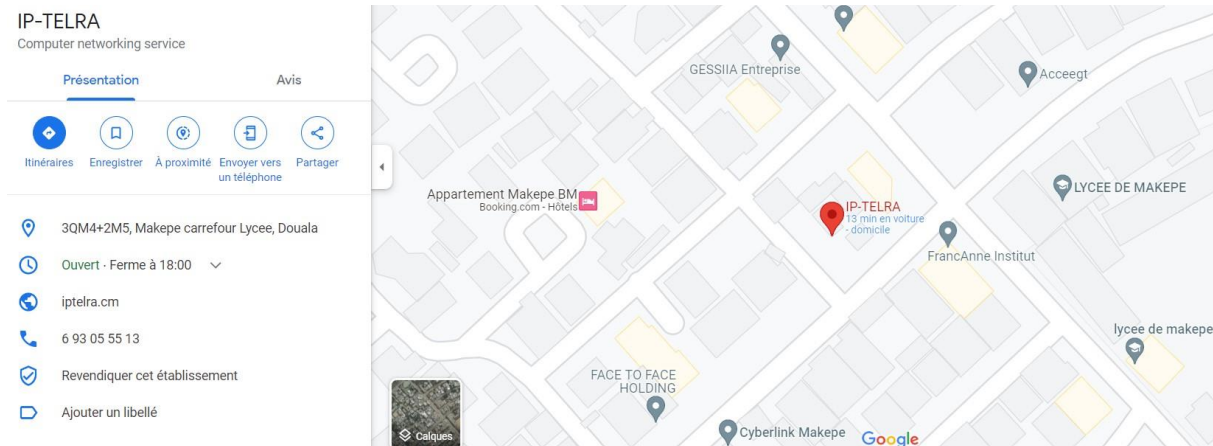 IP-TELRA
Computer networking service
Présentation
Avis
Itinéraires
Enregistrer
À proximité
Envoyer vers
un téléphone
Partager
3QM4+2M5, Makepe carrefour Lycee, Douala
Ouvert · Ferme à 18:00
iptelra.cm
6 93 05 55 13
Revendiquer cet établissement
Ajouter un libellé
GESSIIA Entreprise
Acceegt
Appartement Makepe BM
Booking.com - Hôtels
LYCEE DE MAKEPE
IP-TELRA
13 min en voiture
- domicile
FrancAnne Institut
lycee de makepe
FACE TO FACE
HOLDING
Calques
Cyberlink Makepe
Google